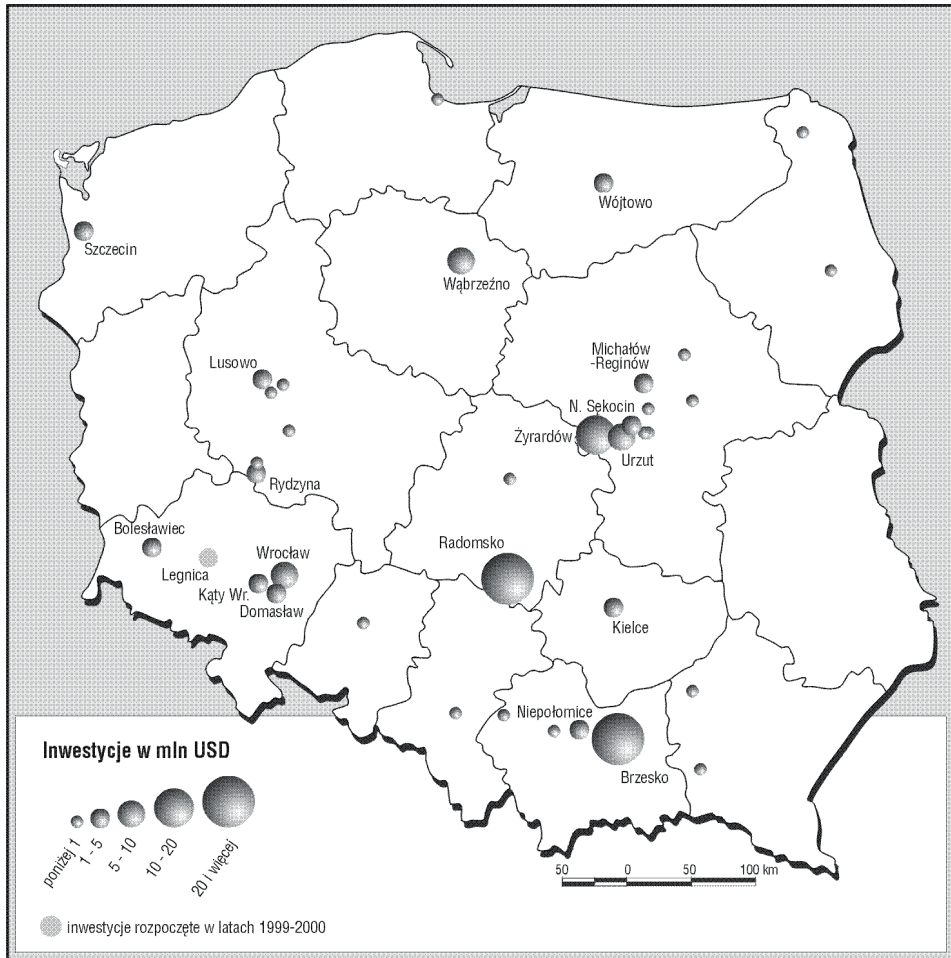 Wójtowo
Szczecin
Wąbrzeźno
Michałów
-Reginów
Lusowo
N. Sękocin
Żyrardów
Urzut
Rydzyna
Bolesławiec
Radomsko
Wrocław
Legnica
Kąty Wr.
Domasław
Kielce
Niepołomice
Brzesko
Inwestycje w mln USD
poniżej 1
1 - 5
5 - 10
10 - 20
20 i więcej
50 0 50 100 km
inwestycje rozpoczęte w latach 1999-2000